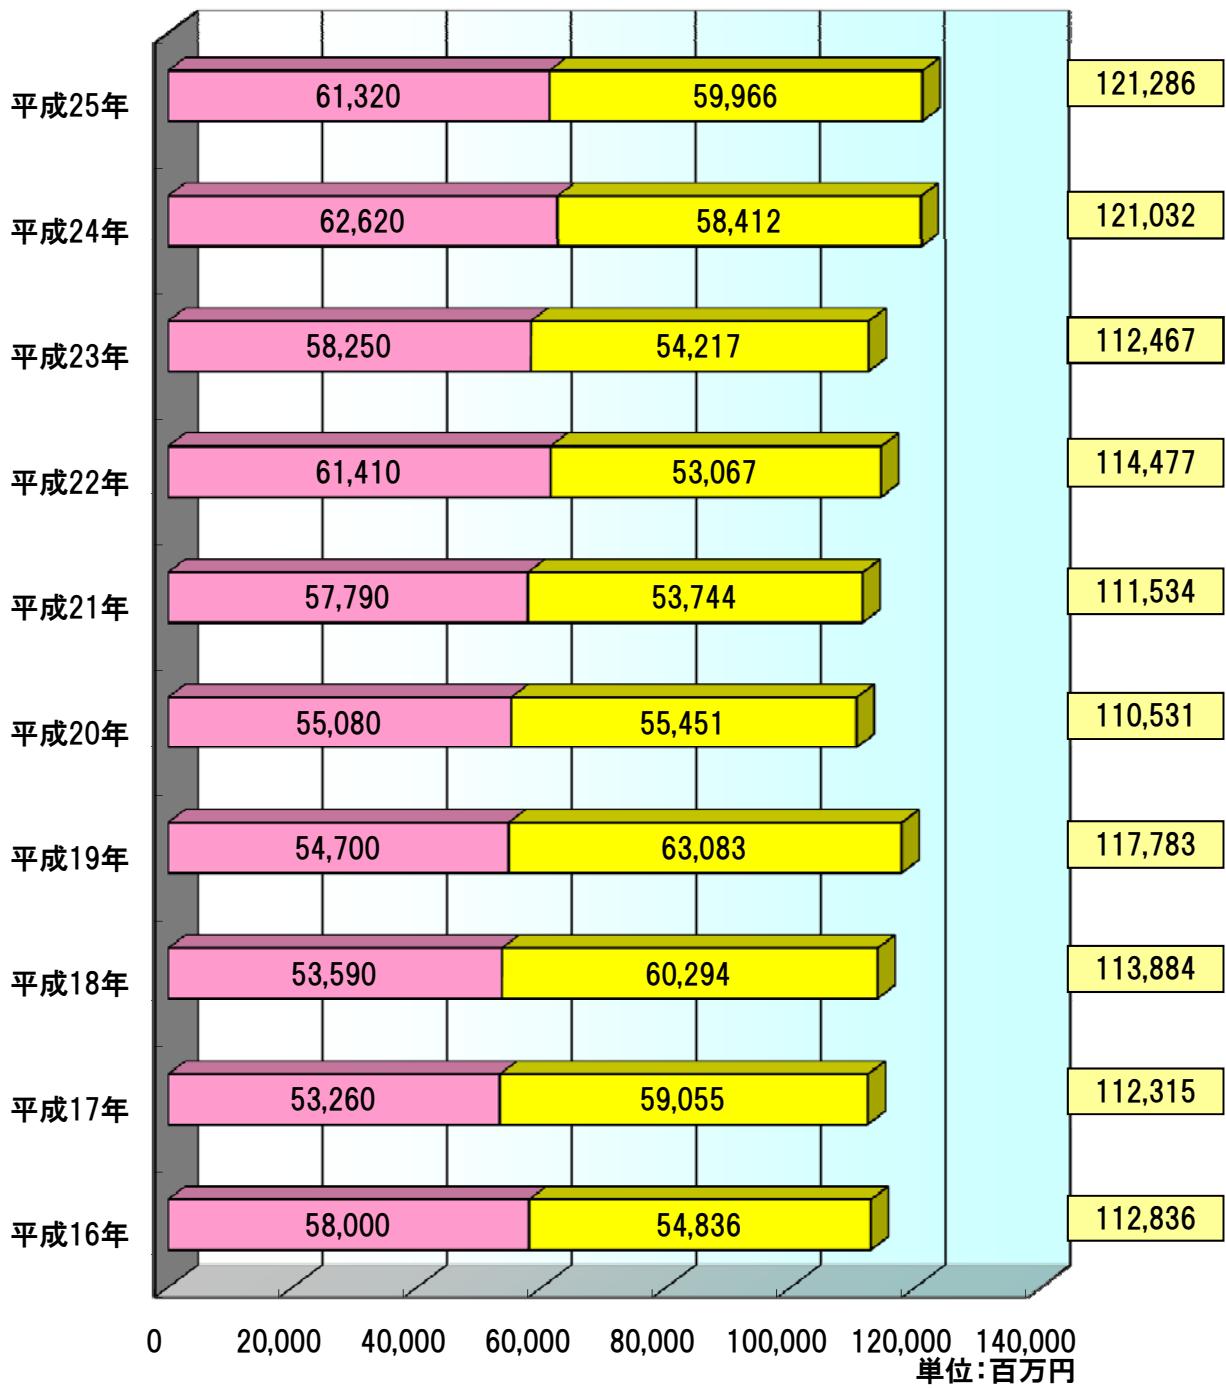 平成25年 61,320 59,966 121,286
平成24年 62,620 58,412 121,032
平成23年 58,250 54,217 112,467
平成22年 61,410 53,067 114,477
平成21年 57,790 53,744 111,534
平成20年 55,080 55,451 110,531
平成19年 54,700 63,083 117,783
平成18年 53,590 60,294 113,884
平成17年 53,260 59,055 112,315
平成16年 58,000 54,836 112,836
0 20,000 40,000 60,000 80,000 100,000 120,000 140,000
単位:百万円